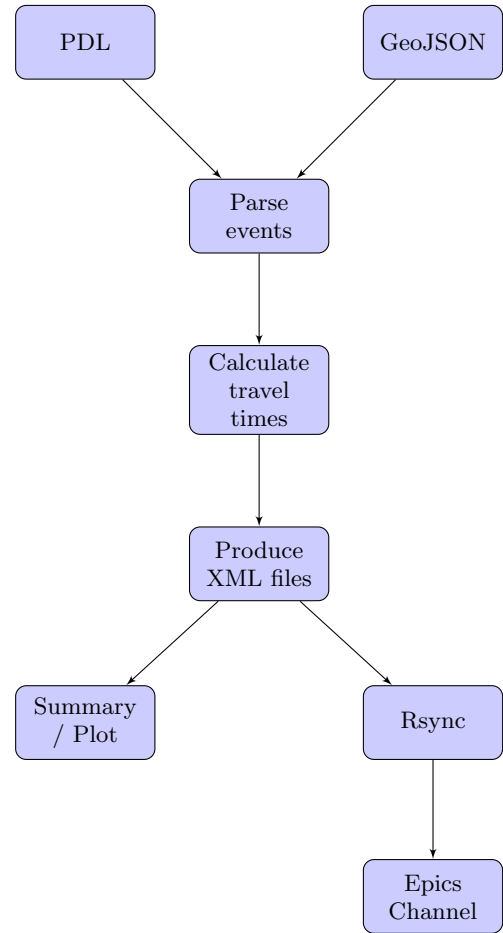 PDL
GeoJSON
Parse
events
Calculate
travel
times
Produce
XML files
Summary
/ Plot
Rsync
Epics
Channel